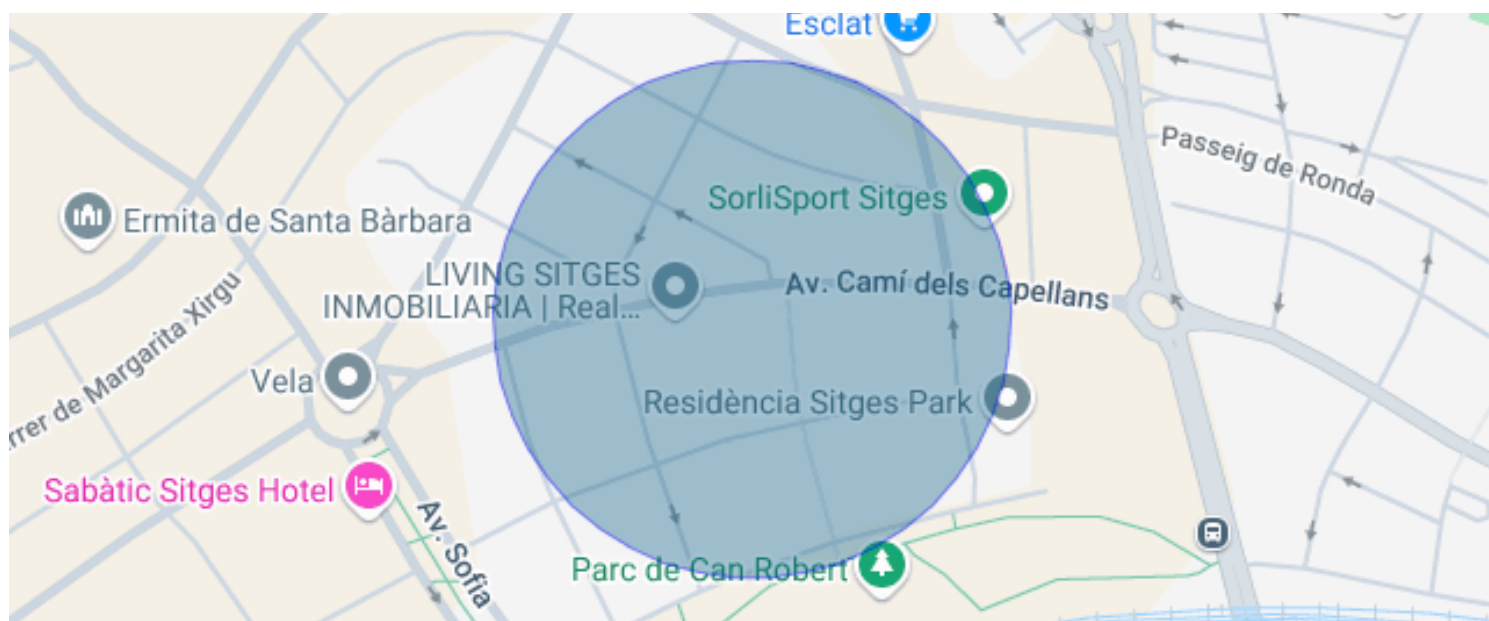 Esclat
Passeig de Ronda
SorliSport Sitges
Ermita de Santa Bàrbara
LIVING SITGES
INMOBILIARIA | Real...
Av. Camí dels Capellans
rrer de Margarita Xirgu
Vela
Residència Sitges Park
Sabàtic Sitges Hotel
Av. Sofia
Parc de Can Robert